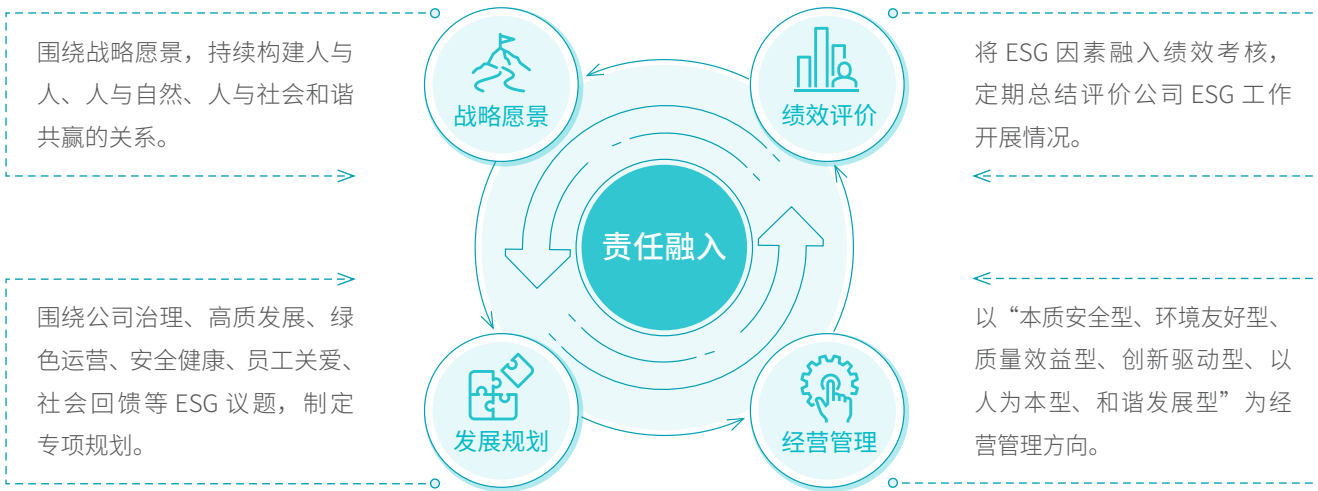 围绕战略愿景，持续构建人与
人、人与自然、人与社会和谐
共赢的关系。
战略愿景
绩效评价
将 ESG 因素融入绩效考核，
定期总结评价公司 ESG 工作
开展情况。
责任融入
围绕公司治理、高质发展、绿
色运营、安全健康、员工关爱、
社会回馈等 ESG 议题，制定
专项规划。
发展规划
经营管理
以“本质安全型、环境友好型、
质量效益型、创新驱动型、以
人为本型、和谐发展型”为经
营管理方向。